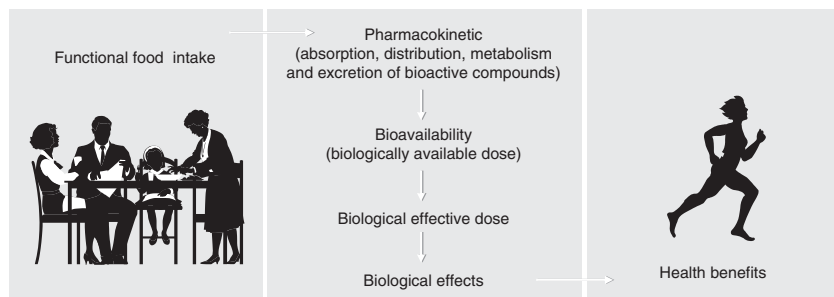 Functional food intake
Pharmacokinetic
(absorption, distribution, metabolism
and excretion of bioactive compounds)
Bioavailability
(biologically available dose)
Biological effective dose
Biological effects
Health benefits